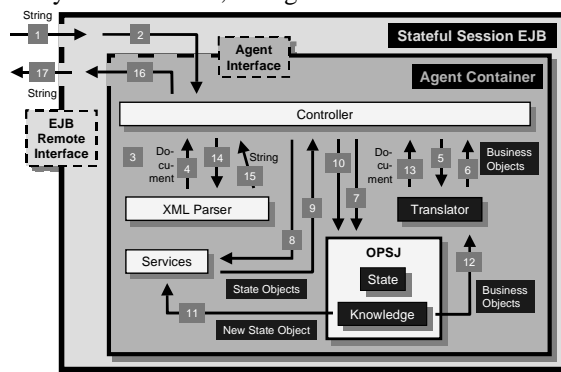 String
1
2
Stateful Session EJB
Agent
Interface
17
16
Agent Container
String
Controller
EJB
Remote
Interface
3
Do-
cu-
ment
4
14
String
15
10
7
Do-
cu-
ment
13
5
6
Business
Objects
9
XML Parser
Translator
8
OPSJ
12
Services
State
State Objects
Business
Objects
Knowledge
11
New State Object